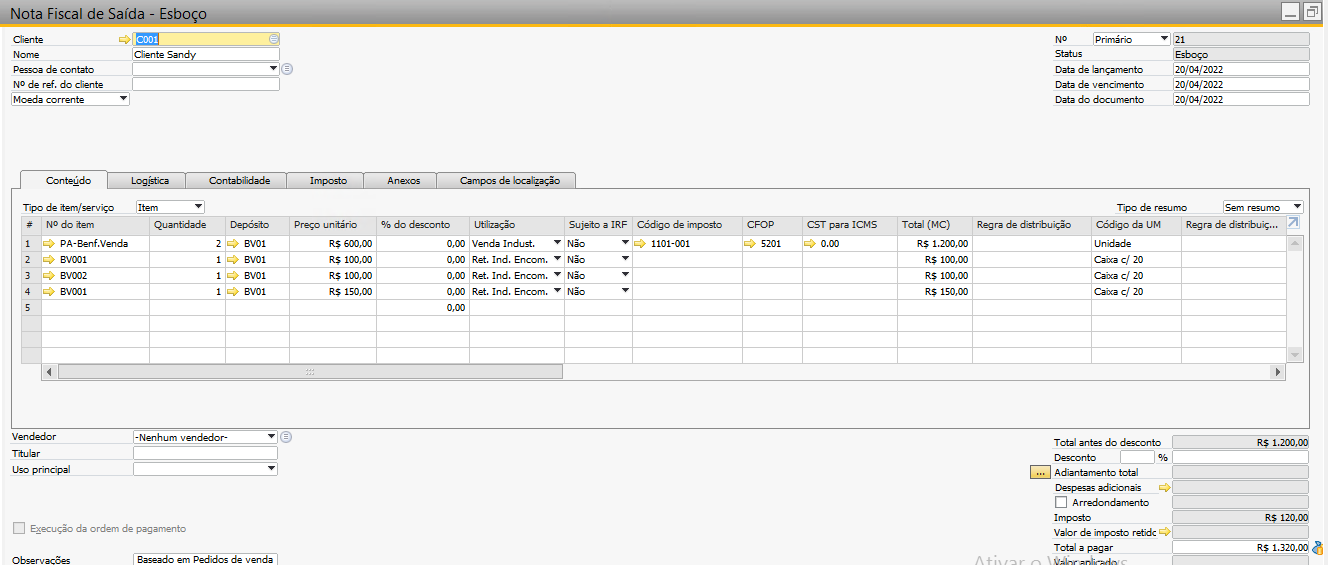 Nota Fiscal de Saída - Esboço
Cliente C001
Nome Cliente Sandy
Pessoa de contato
Nº de ref. do cliente
Moeda corrente
Nº Primário 21
Status Esboço
Data de lançamento 20/04/2022
Data de vencimento 20/04/2022
Data do documento 20/04/2022
Conteúdo Logística Contabilidade Imposto Anexos Campos de localização
Tipo de item/serviço Item Tipo de resumo Sem resumo
# Nº do item Quantidade Depósito Preço unitário % do desconto Utilização Sujeito a IRF Código de imposto CFOP CST para ICMS Total (MC) Regra de distribuição Código da UM Regra de distribuiç...
1 PA-Benf.Venda 2 BV01 R$ 600,00 0,00 Venda Indust. Não 1101-001 5201 0.00 R$ 1.200,00 Unidade
2 BV001 1 BV01 R$ 100,00 0,00 Ret. Ind. Encom. Não R$ 100,00 Caixa c/ 20
3 BV002 1 BV01 R$ 100,00 0,00 Ret. Ind. Encom. Não R$ 100,00 Caixa c/ 20
4 BV001 1 BV01 R$ 150,00 0,00 Ret. Ind. Encom. Não R$ 150,00 Caixa c/ 20
5 0,00
Vendedor -Nenhum vendedor-
Titular
Uso principal
Execução da ordem de pagamento
Observações Baseado em Pedidos de venda
Total antes do desconto R$ 1.200,00
Desconto %
... Adiantamento total
Despesas adicionais
Arredondamento
Imposto R$ 120,00
Valor de imposto retido
Total a pagar R$ 1.320,00
Valor aplicado
Ativar o Windows